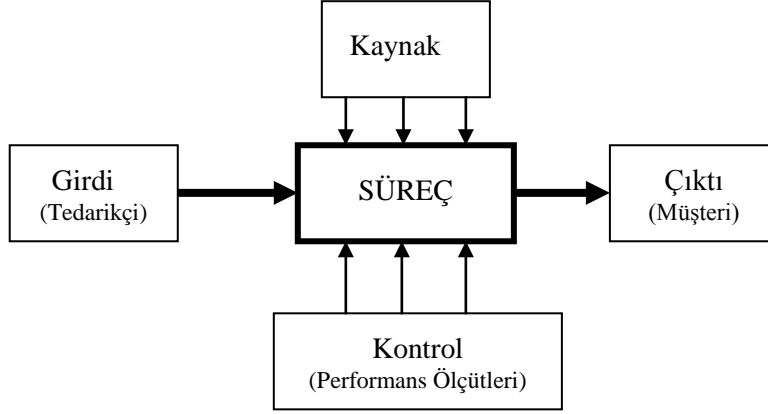 Kaynak
Girdi
(Tedarikçi)
SÜREÇ
Çıktı
(Müşteri)
Kontrol
(Performans Ölçütleri)